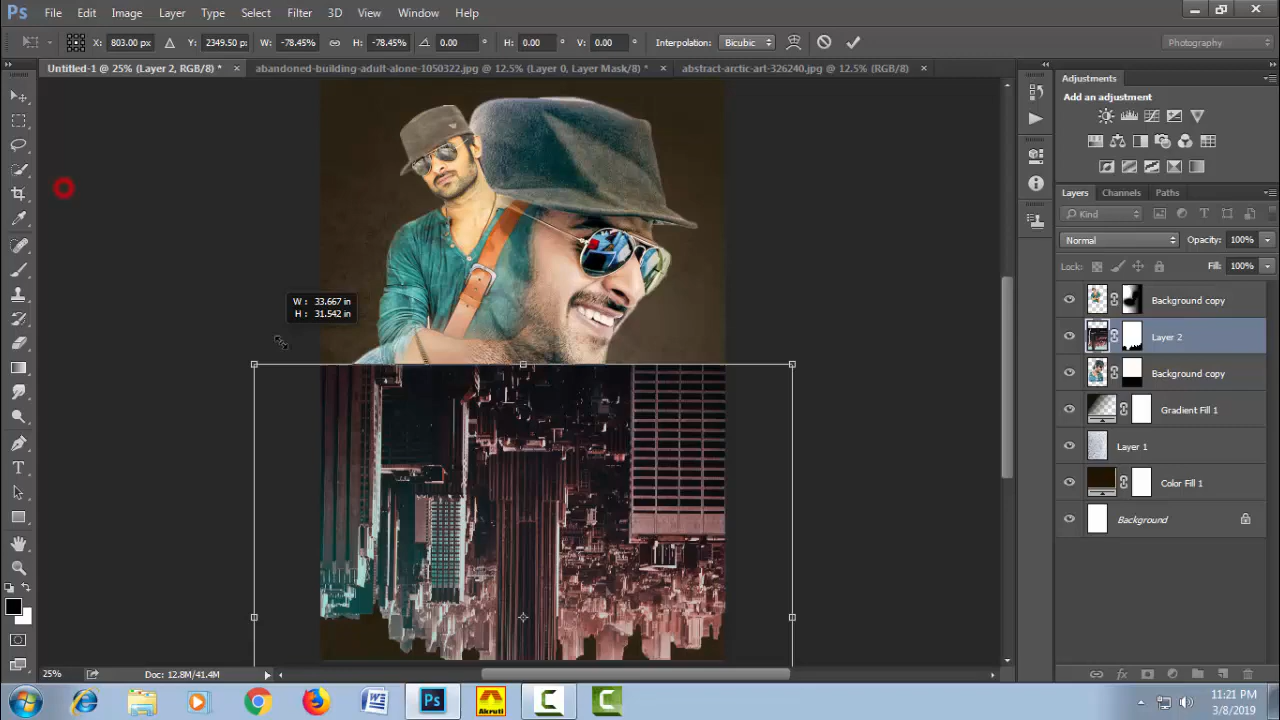 Ps File Edit Image Layer Type Select Filter 3D View Window Help
X: 803.00 px Y: 2349.50 p: W: -78.45% H: -78.45% 0.00 ° H: 0.00 V: 0.00 ° Interpolation: Bicubic Photography
Untitled-1 @ 25% (Layer 2, RGB/8) * × abandoned-building-adult-alone-1050322.jpg @ 12.5% (Layer 0, Layer Mask/8) * × abstract-arctic-art-326240.jpg @ 12.5% (RGB/8) ×
Adjustments
Add an adjustment
Layers Channels Paths
Kind
Normal Opacity: 100%
Lock: Fill: 100%
W : 33.667 in
H : 31.542 in
Background copy
Layer 2
Background copy
Gradient Fill 1
Layer 1
Color Fill 1
Background
25% Doc: 12.8M/41.4M
Ps Akruti
11:21 PM
3/8/2019